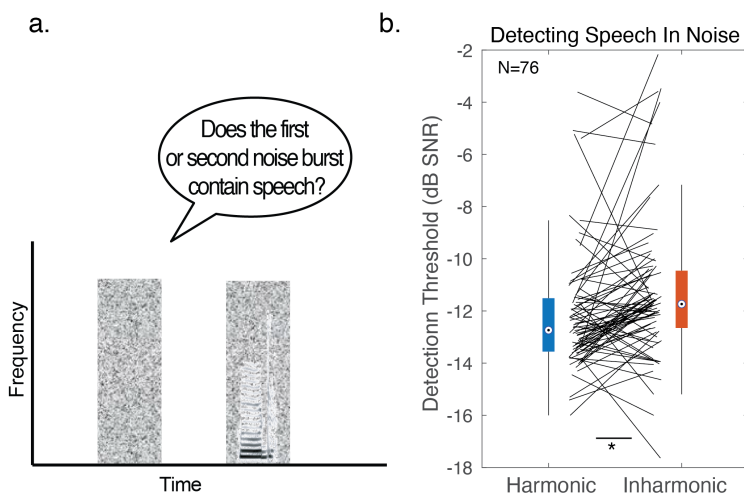 a.
Does the first
or second noise burst
contain speech?
Frequency
Time
b.
Detecting Speech In Noise
N=76
Detectionn Threshold (dB SNR)
-2
-4
-6
-8
-10
-12
-14
-16
-18
*
Harmonic Inharmonic